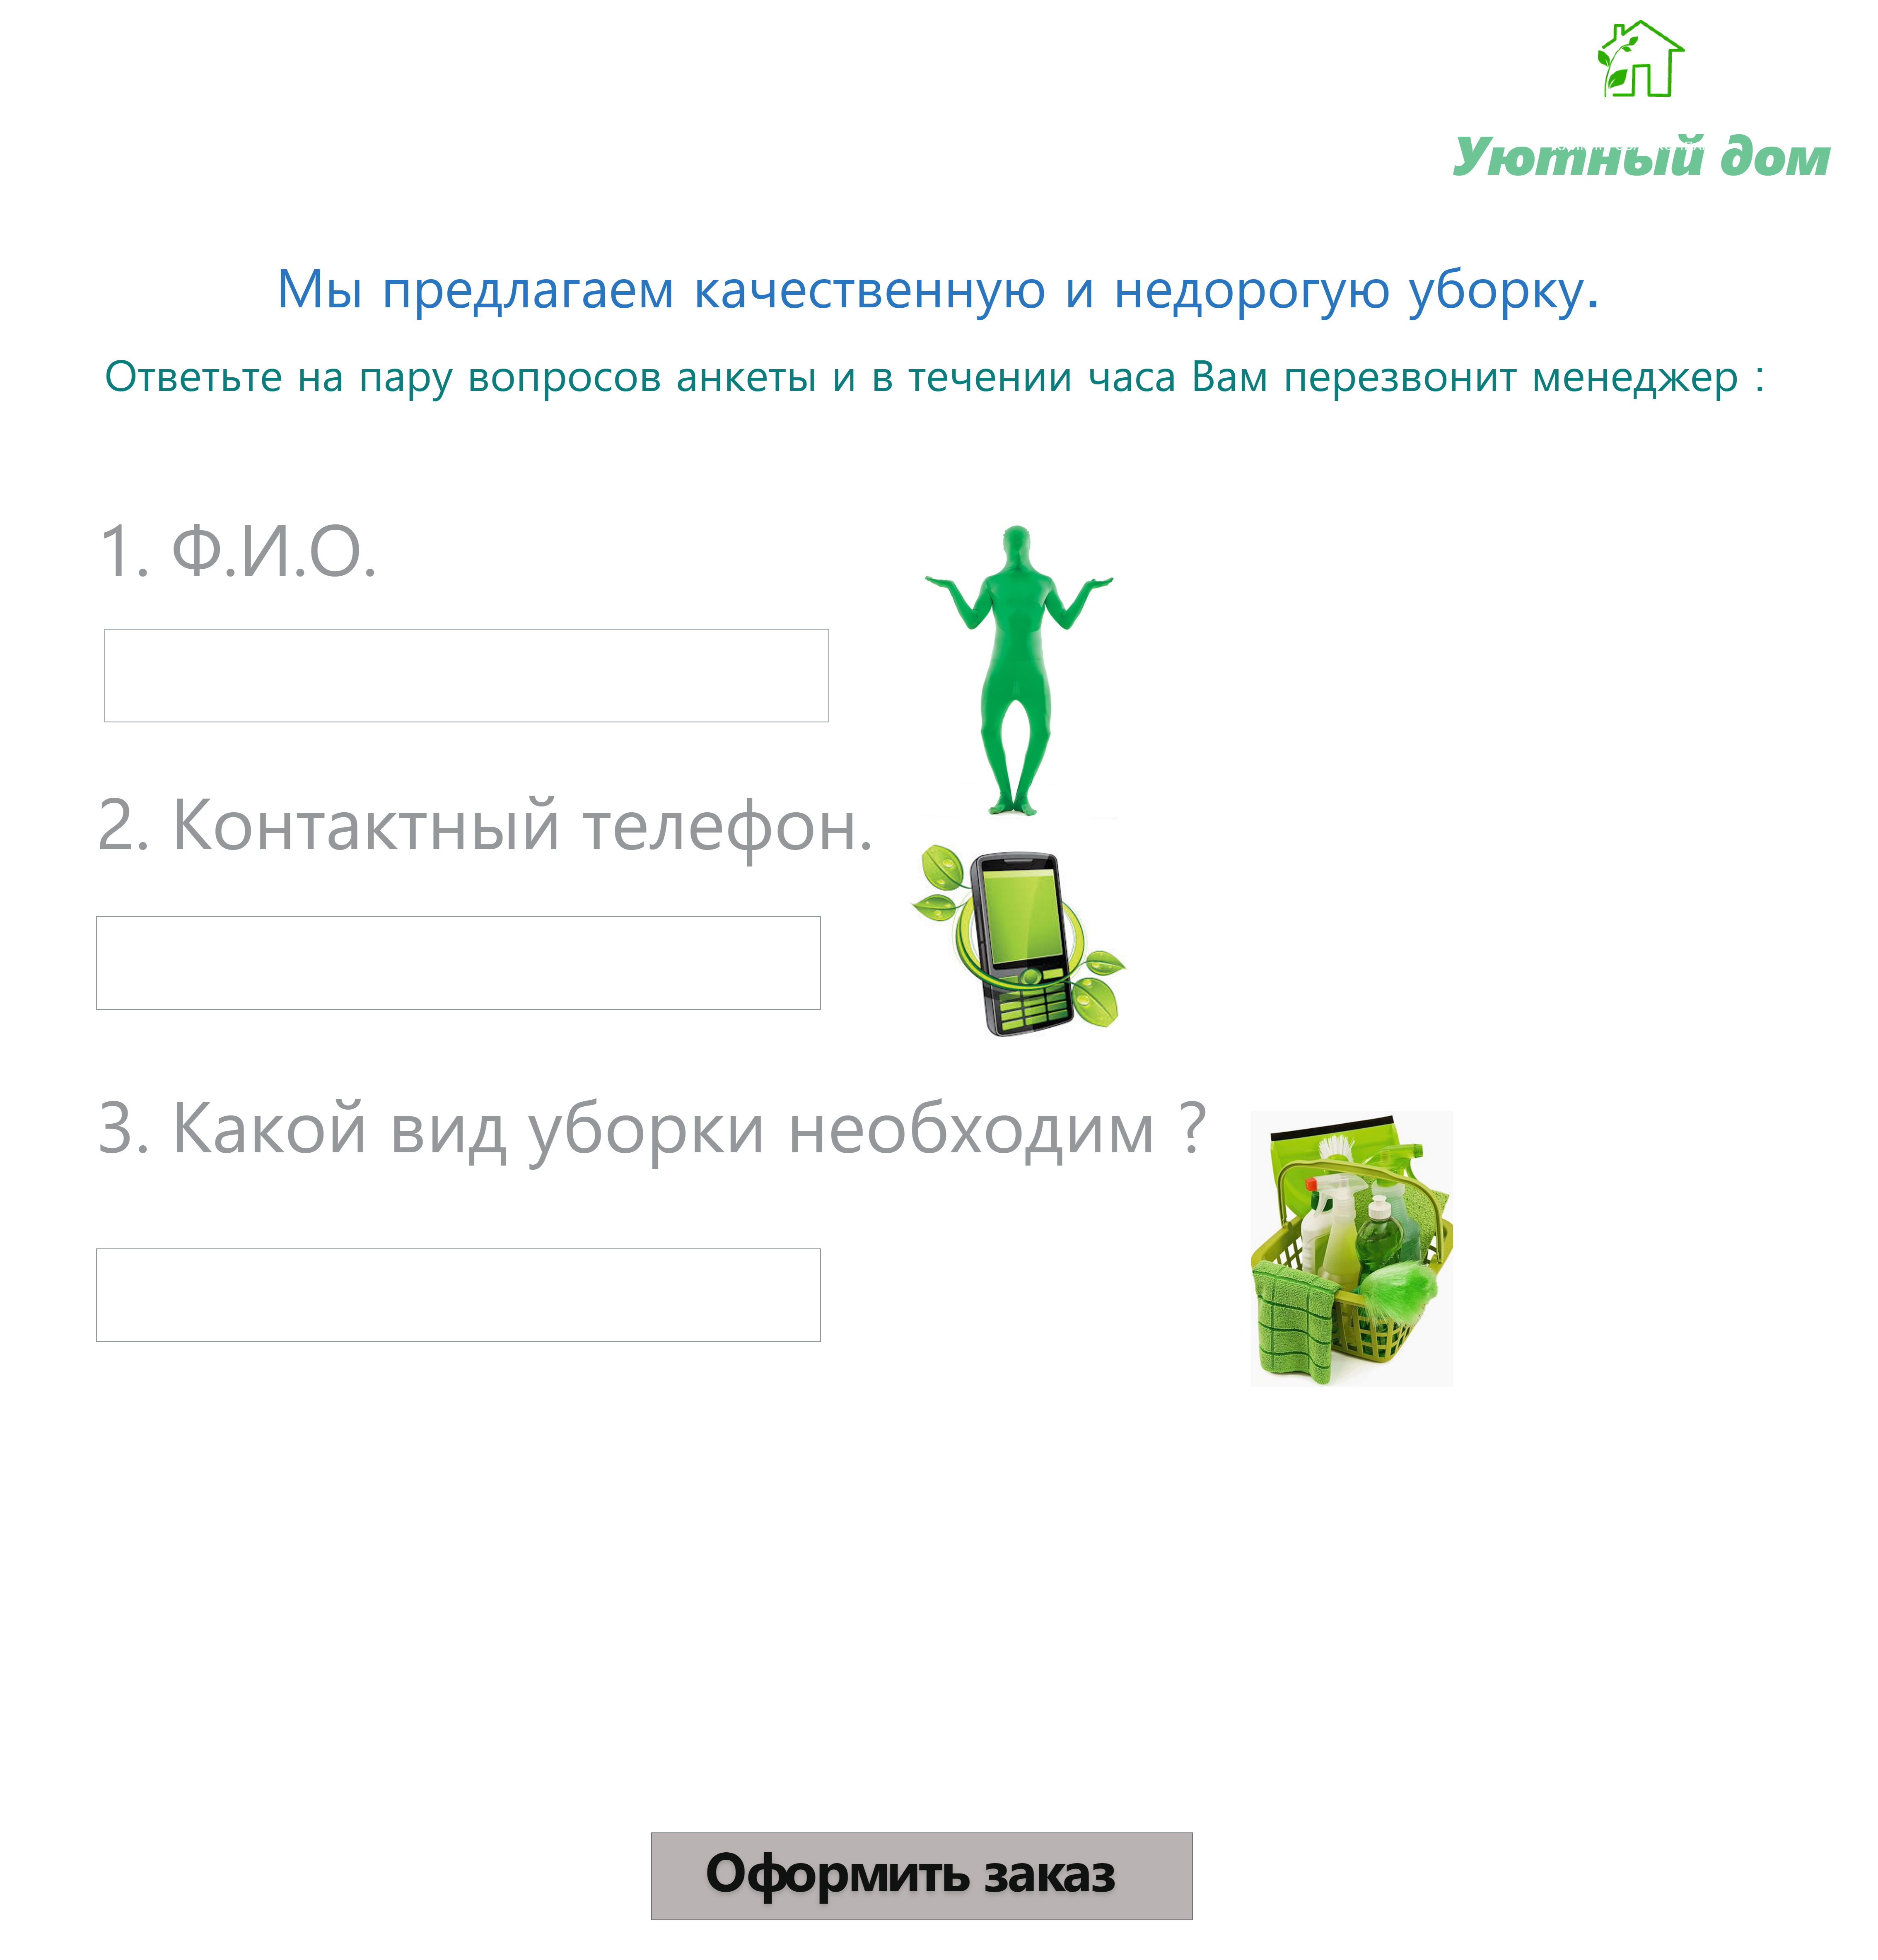 Уютный дом
Мы предлагаем качественную и недорогую уборку.
Ответьте на пару вопросов анкеты и в течении часа Вам перезвонит менеджер :
1. Ф.И.О.
2. Контактный телефон.
3. Какой вид уборки необходим ?
Оформить заказ